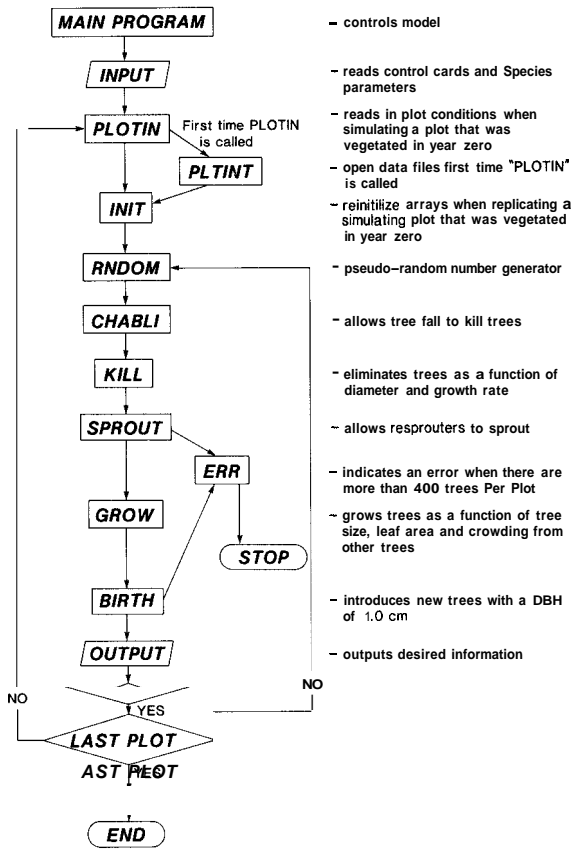 MAIN PROGRAM
– controls model
INPUT
– reads control cards and Species
parameters
PLOTIN
First time PLOTIN
is called
– reads in plot conditions when
simulating a plot that was
vegetated in year zero
PLTINT
– open data files first time "PLOTIN"
is called
INIT
~ reinitilize arrays when replicating a
simulating plot that was vegetated
in year zero
RNDOM
– pseudo–random number generator
CHABLI
– allows tree fall to kill trees
KILL
– eliminates trees as a function of
diameter and growth rate
SPROUT
~ allows resprouters to sprout
ERR
– indicates an error when there are
more than 400 trees Per Plot
GROW
~ grows trees as a function of tree
size, leaf area and crowding from
other trees
STOP
BIRTH
– introduces new trees with a DBH
of 1.0 cm
OUTPUT
– outputs desired information
NO
NO
YES
LAST PLOT
AST PLOT
YES
END